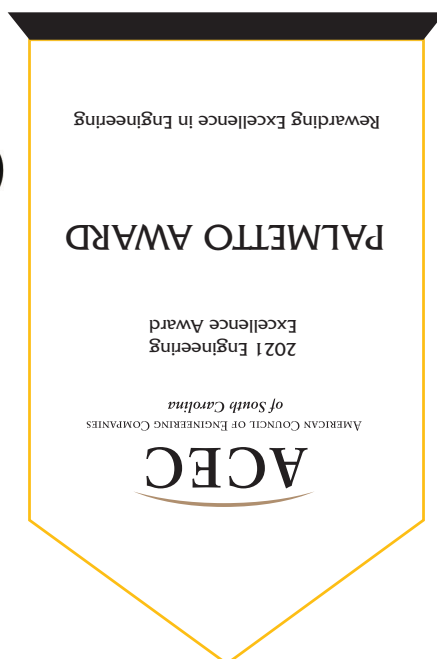 ACEC
AMERICAN COUNCIL OF ENGINEERING COMPANIES
of South Carolina
2021 Engineering
Excellence Award
PALMETTO AWARD
Rewarding Excellence in Engineering